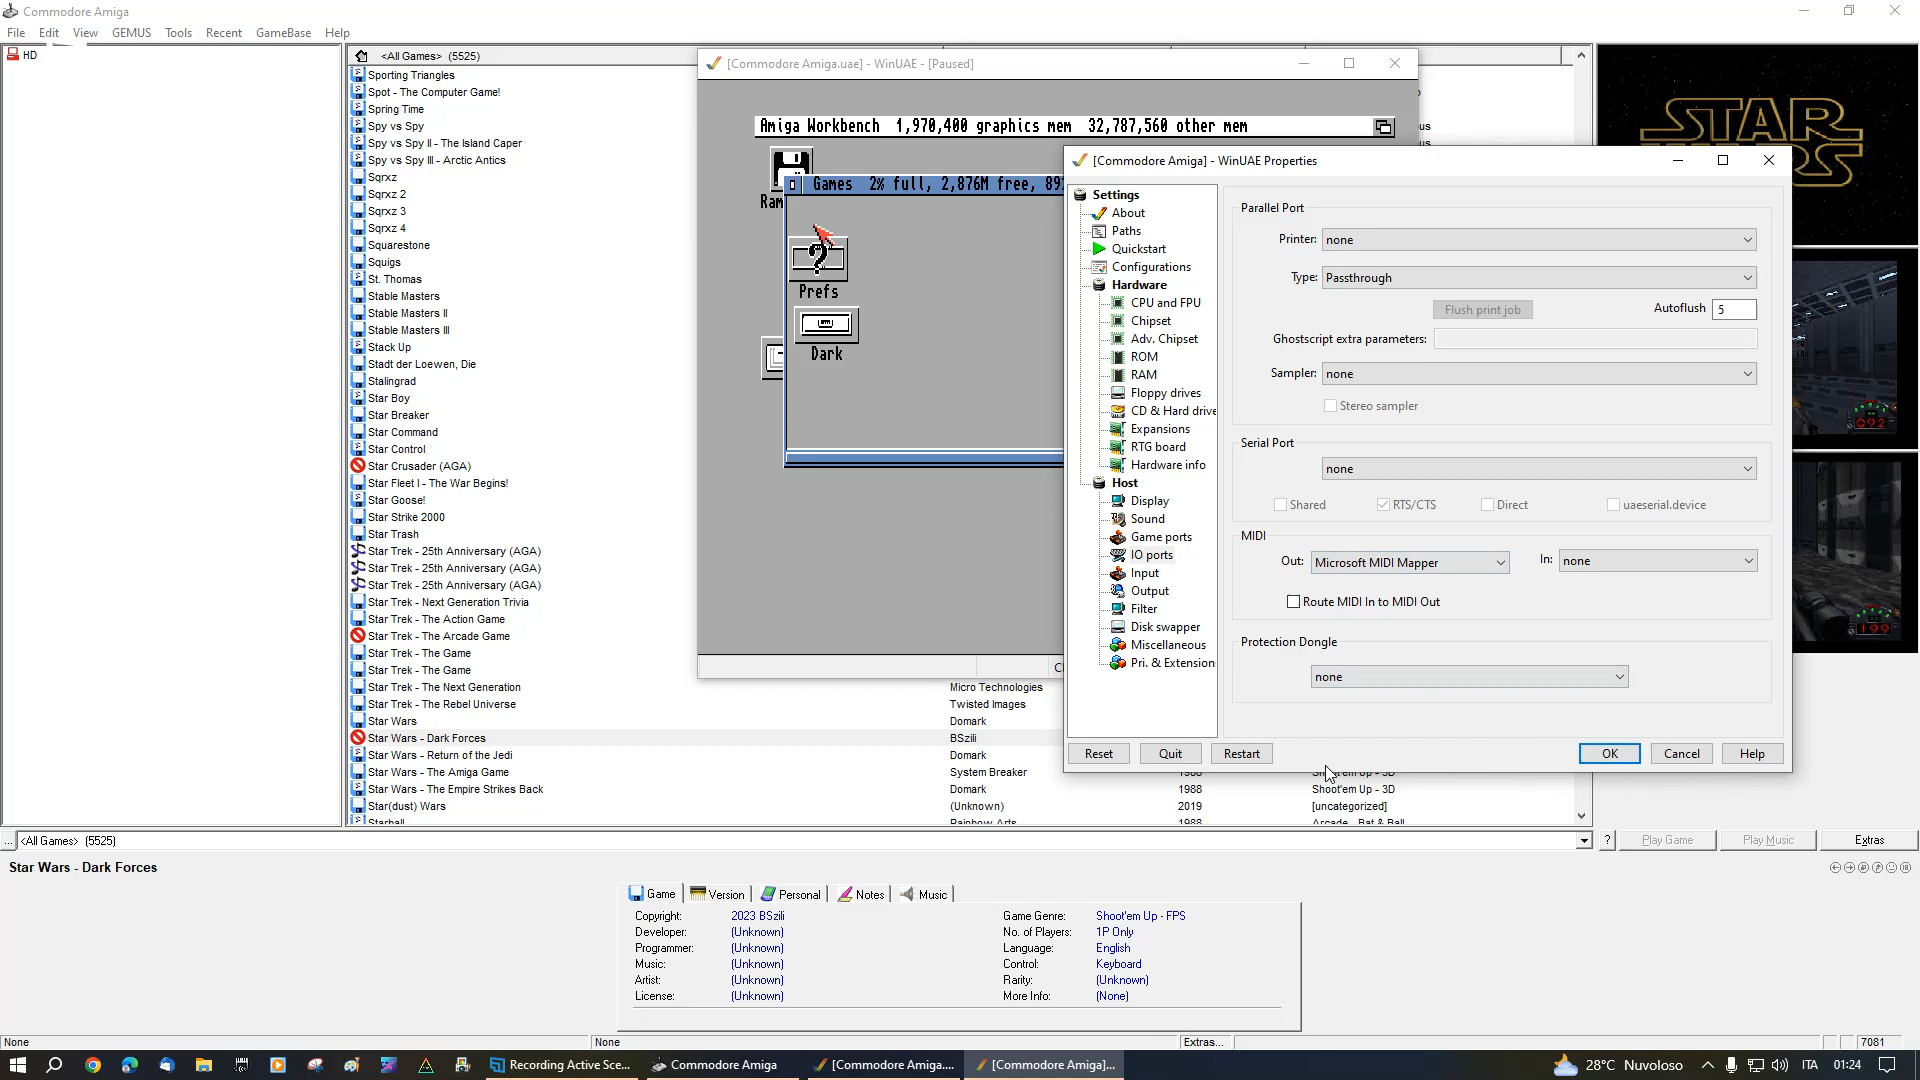 Commodore Amiga
File Edit View GEMUS Tools Recent GameBase Help
HD
<All Games> (5525)
Sporting Triangles
Spot - The Computer Game!
Spring Time
Spy vs Spy
Spy vs Spy II - The Island Caper
Spy vs Spy III - Arctic Antics
Sqrxz
Sqrxz 2
Sqrxz 3
Sqrxz 4
Squarestone
Squigs
St. Thomas
Stable Masters
Stable Masters II
Stable Masters III
Stack Up
Stadt der Loewen, Die
Stalingrad
Star Boy
Star Breaker
Star Command
Star Control
Star Crusader (AGA)
Star Fleet I - The War Begins!
Star Goose!
Star Strike 2000
Star Trash
Star Trek - 25th Anniversary (AGA)
Star Trek - 25th Anniversary (AGA)
Star Trek - 25th Anniversary (AGA)
Star Trek - Next Generation Trivia
Star Trek - The Action Game
Star Trek - The Arcade Game
Star Trek - The Game
Star Trek - The Game
Star Trek - The Next Generation Micro Technologies
Star Trek - The Rebel Universe Twisted Images
Star Wars Domark
Star Wars - Dark Forces BSzili
Star Wars - Return of the Jedi Domark
Star Wars - The Amiga Game System Breaker 1988 Shoot'em Up - 3D
Star Wars - The Empire Strikes Back Domark 1988 Shoot'em Up - 3D
Star(dust) Wars (Unknown) 2019 [uncategorized]
Starball Rainbow Arts 1988 Arcade - Bat & Ball
[Commodore Amiga.uae] - WinUAE - [Paused]
Amiga Workbench 1,970,400 graphics mem 32,787,560 other mem
Ram
Games 2% full, 2,876M free, 89
Prefs
Dark
[Commodore Amiga] - WinUAE Properties
Settings
About
Paths
Quickstart
Configurations
Hardware
CPU and FPU
Chipset
Adv. Chipset
ROM
RAM
Floppy drives
CD & Hard drive
Expansions
RTG board
Hardware info
Host
Display
Sound
Game ports
IO ports
Input
Output
Filter
Disk swapper
Miscellaneous
Pri. & Extension
Parallel Port
Printer: none
Type: Passthrough
Flush print job Autoflush 5
Ghostscript extra parameters:
Sampler: none
Stereo sampler
Serial Port
none
Shared RTS/CTS Direct uaeserial.device
MIDI
Out: Microsoft MIDI Mapper In: none
Route MIDI In to MIDI Out
Protection Dongle
none
Reset Quit Restart OK Cancel Help
STAR
WARS
092
199
... <All Games> (5525) ? Play Game Play Music Extras
Star Wars - Dark Forces
Game Version Personal Notes Music
Copyright: 2023 BSzili Game Genre: Shoot'em Up - FPS
Developer: (Unknown) No. of Players: 1P Only
Programmer: (Unknown) Language: English
Music: (Unknown) Control: Keyboard
Artist: (Unknown) Rarity: (Unknown)
License: (Unknown) More Info: (None)
None None Extras... 7081
Recording Active Sce... Commodore Amiga [Commodore Amiga.... [Commodore Amiga]... 28°C Nuvoloso ITA 01:24